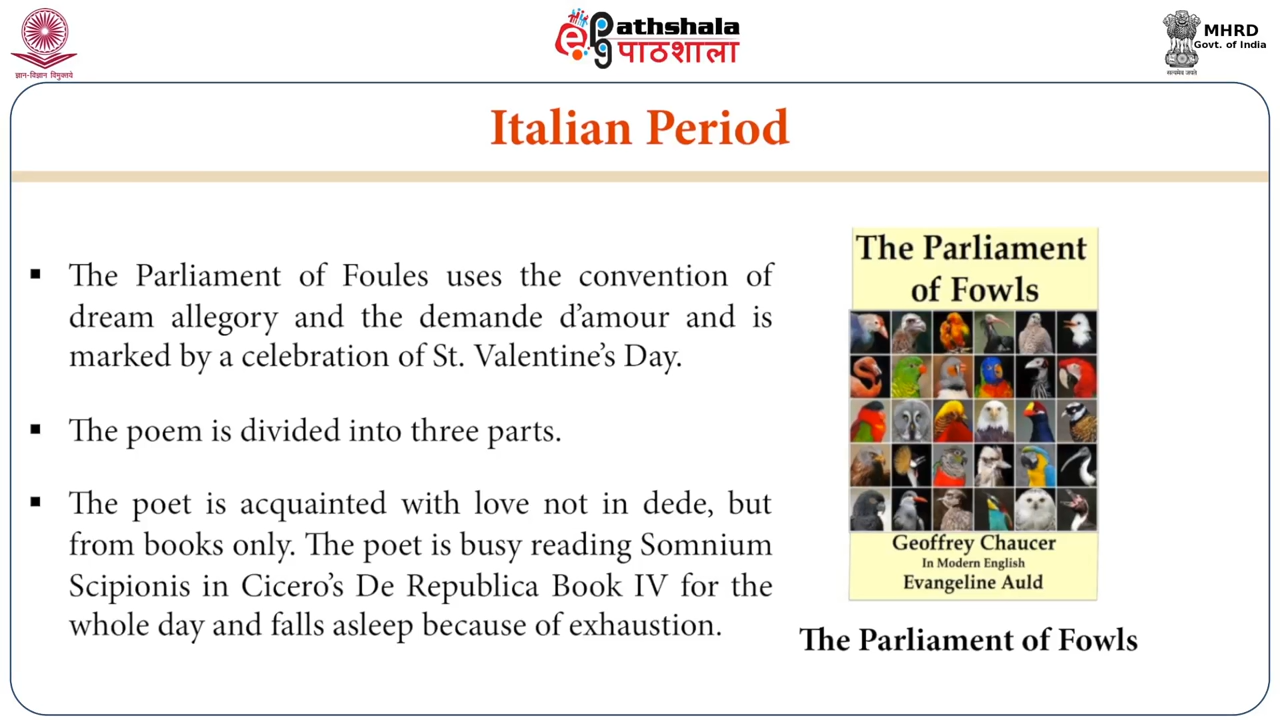 ज्ञान-विज्ञान विमुक्तये
e Pathshala
पाठशाला
MHRD
Govt. of India
सत्यमेव जयते
Italian Period
▪ The Parliament of Foules uses the convention of
dream allegory and the demande d’amour and is
marked by a celebration of St. Valentine’s Day.
▪ The poem is divided into three parts.
▪ The poet is acquainted with love not in dede, but
from books only. The poet is busy reading Somnium
Scipionis in Cicero’s De Republica Book IV for the
whole day and falls asleep because of exhaustion.
The Parliament
of Fowls
Geoffrey Chaucer
In Modern English
Evangeline Auld
The Parliament of Fowls